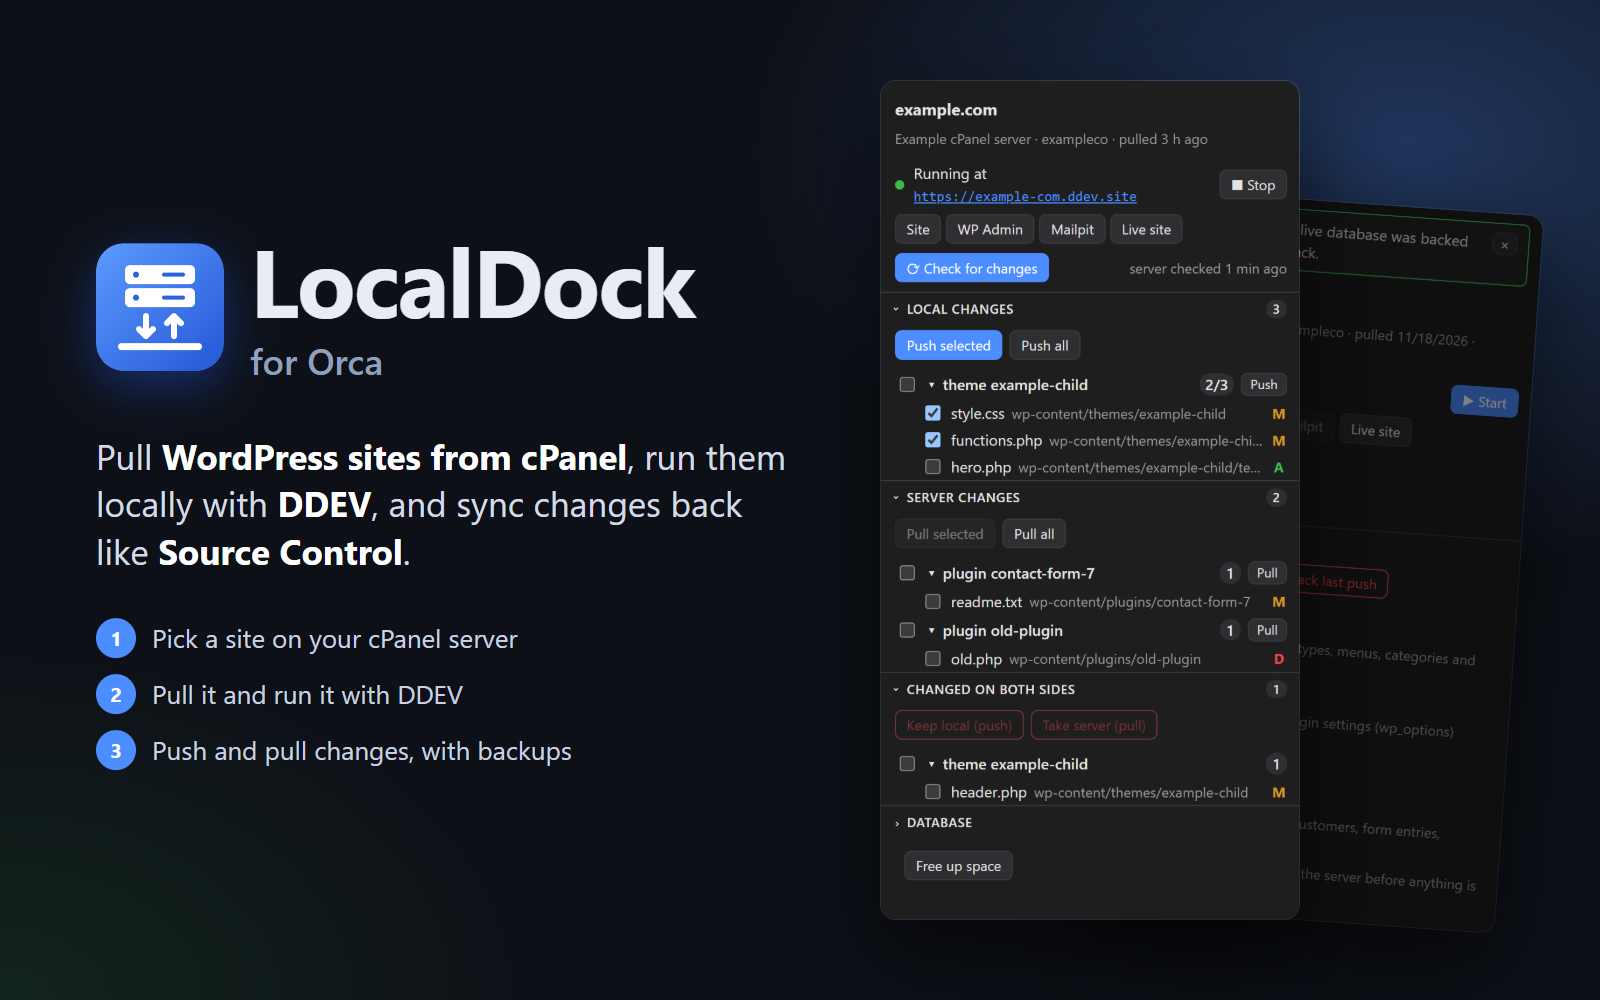 LocalDock
for Orca
Pull WordPress sites from cPanel, run them
locally with DDEV, and sync changes back
like Source Control.
1 Pick a site on your cPanel server
2 Pull it and run it with DDEV
3 Push and pull changes, with backups
example.com
Example cPanel server · exampleco · pulled 3 h ago
Running at
https://example-com.ddev.site
Stop
Site WP Admin Mailpit Live site
Check for changes server checked 1 min ago
LOCAL CHANGES 3
Push selected Push all
theme example-child 2/3 Push
style.css wp-content/themes/example-child M
functions.php wp-content/themes/example-chi... M
hero.php wp-content/themes/example-child/te... A
SERVER CHANGES 2
Pull selected Pull all
plugin contact-form-7 1 Pull
readme.txt wp-content/plugins/contact-form-7 M
plugin old-plugin 1 Pull
old.php wp-content/plugins/old-plugin D
CHANGED ON BOTH SIDES 1
Keep local (push) Take server (pull)
theme example-child 1
header.php wp-content/themes/example-child M
DATABASE
Free up space
live database was backed
ck. ×
mpleco · pulled 11/18/2026 ·
Start
ilpit Live site
ack last push
types, menus, categories and
gin settings (wp_options)
ustomers, form entries,
the server before anything is